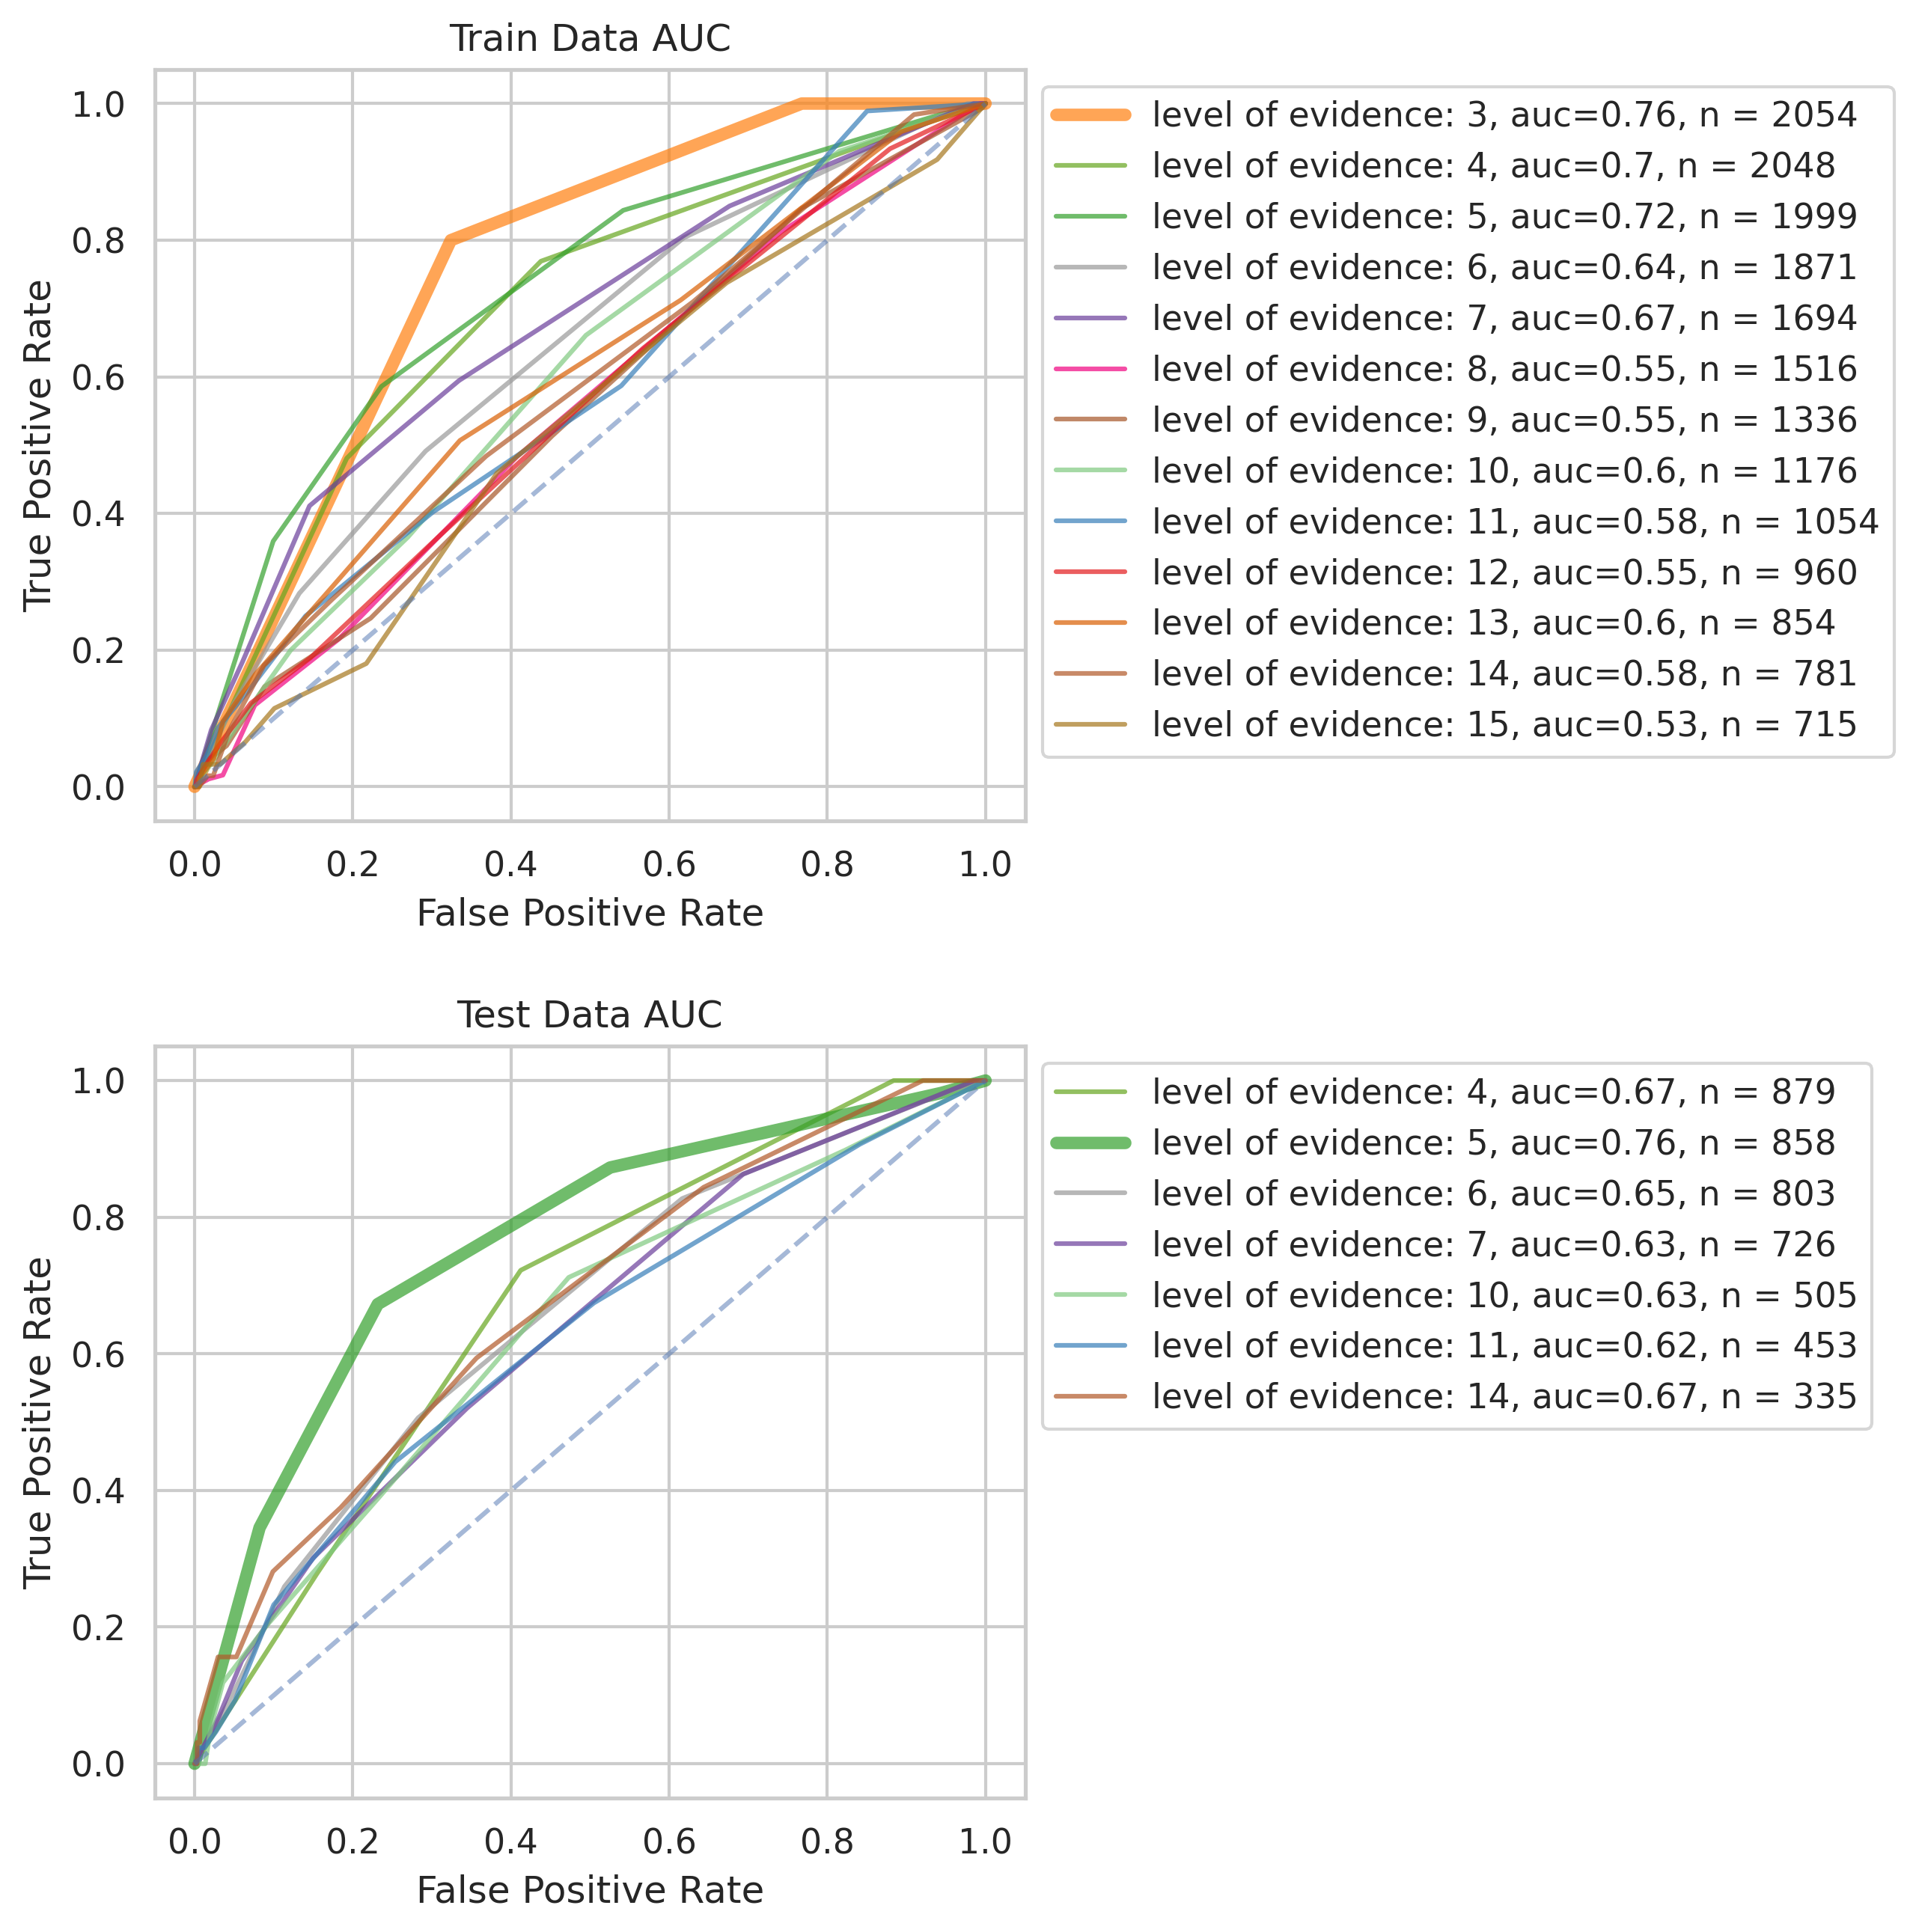 Train Data AUC
1.0
0.8
0.6
0.4
0.2
0.0
True Positive Rate
0.0 0.2 0.4 0.6 0.8 1.0
False Positive Rate
level of evidence: 3, auc=0.76, n = 2054
level of evidence: 4, auc=0.7, n = 2048
level of evidence: 5, auc=0.72, n = 1999
level of evidence: 6, auc=0.64, n = 1871
level of evidence: 7, auc=0.67, n = 1694
level of evidence: 8, auc=0.55, n = 1516
level of evidence: 9, auc=0.55, n = 1336
level of evidence: 10, auc=0.6, n = 1176
level of evidence: 11, auc=0.58, n = 1054
level of evidence: 12, auc=0.55, n = 960
level of evidence: 13, auc=0.6, n = 854
level of evidence: 14, auc=0.58, n = 781
level of evidence: 15, auc=0.53, n = 715
Test Data AUC
1.0
0.8
0.6
0.4
0.2
0.0
True Positive Rate
0.0 0.2 0.4 0.6 0.8 1.0
False Positive Rate
level of evidence: 4, auc=0.67, n = 879
level of evidence: 5, auc=0.76, n = 858
level of evidence: 6, auc=0.65, n = 803
level of evidence: 7, auc=0.63, n = 726
level of evidence: 10, auc=0.63, n = 505
level of evidence: 11, auc=0.62, n = 453
level of evidence: 14, auc=0.67, n = 335